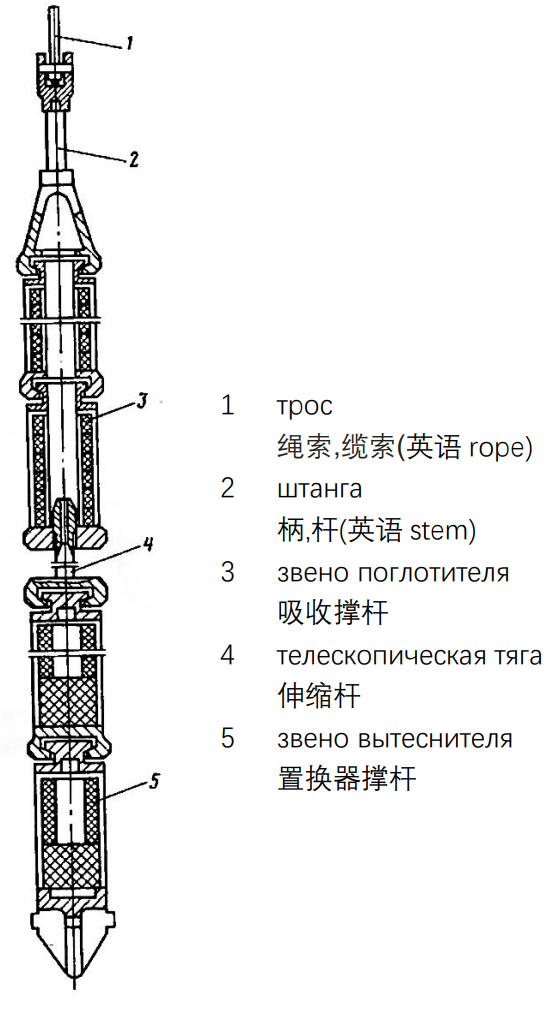 1
2
3
4
5
1 трос
绳索,缆索(英语 rope)
2 штанга
柄,杆(英语 stem)
3 звено поглотителя
吸收撑杆
4 телескопическая тяга
伸缩杆
5 звено вытеснителя
置换器撑杆